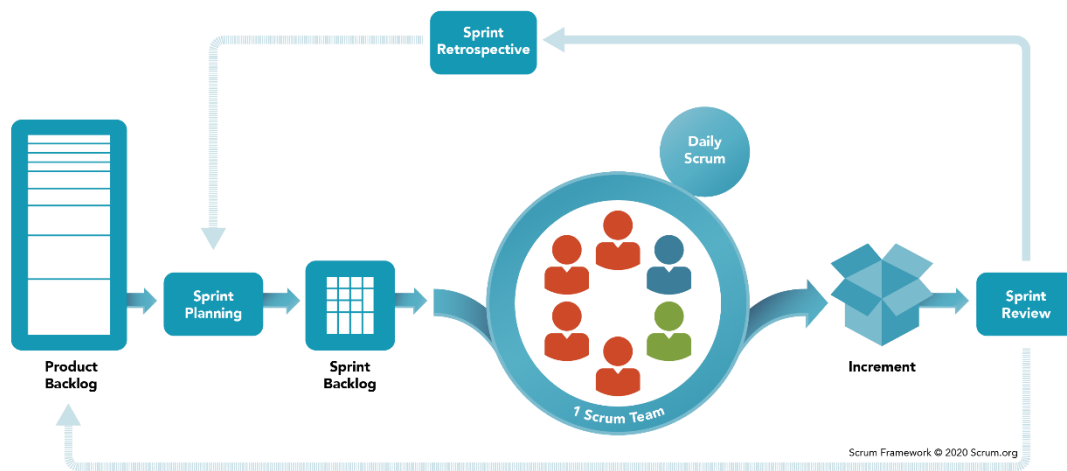 Sprint
Retrospective
Daily
Scrum
Sprint
Planning
Sprint
Review
Product
Backlog
Sprint
Backlog
Increment
1 Scrum Team
Scrum Framework © 2020 Scrum.org